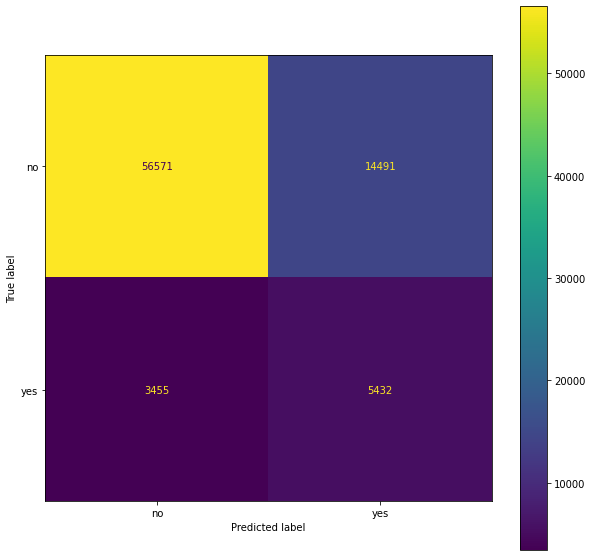 50000
no
56571
14491
40000
30000
True label
20000
yes
3455
5432
10000
no
yes
Predicted label